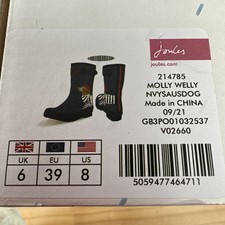 Joules
joules.com
214785
MOLLY WELLY
NVYSAUSDOG
Made in CHINA
09/21
GB3PO01032537
V02660
UK EU US
6 39 8
5059477464711